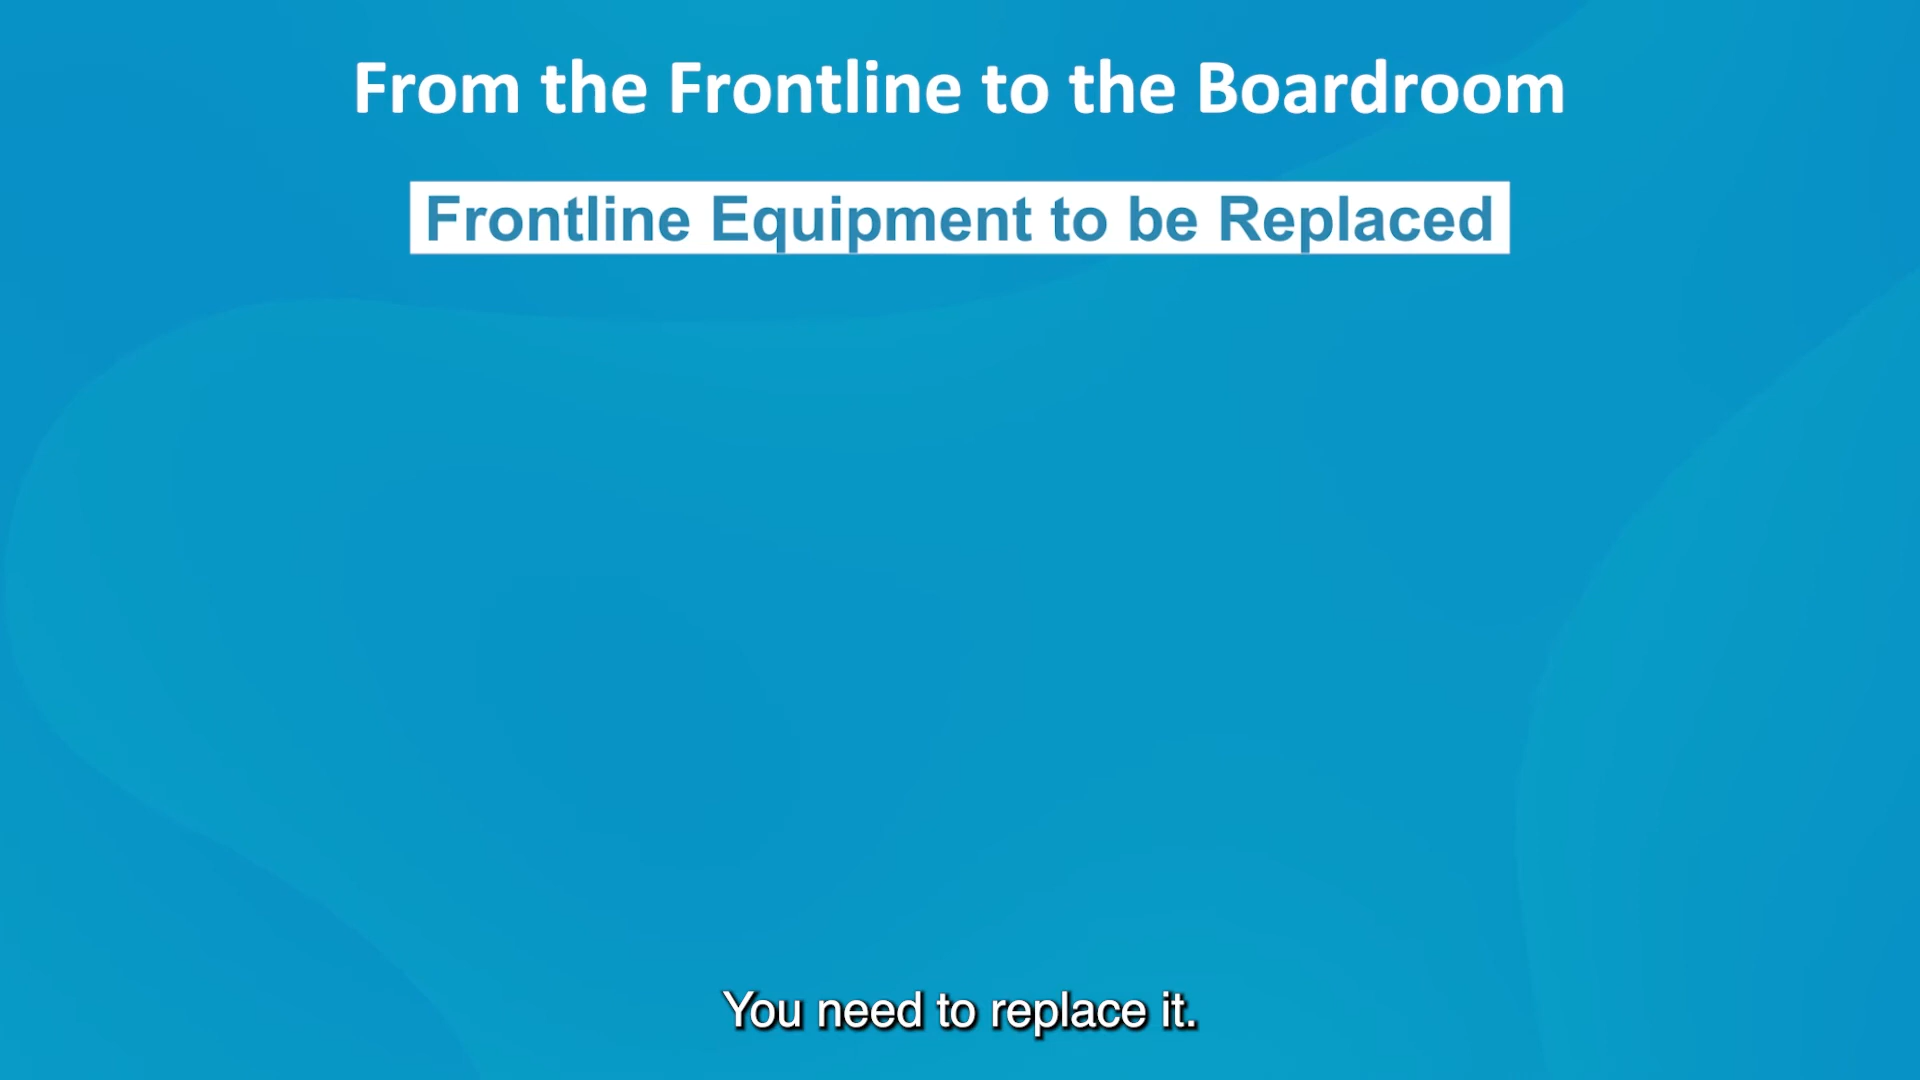 From the Frontline to the Boardroom
Frontline Equipment to be Replaced
You need to replace it.